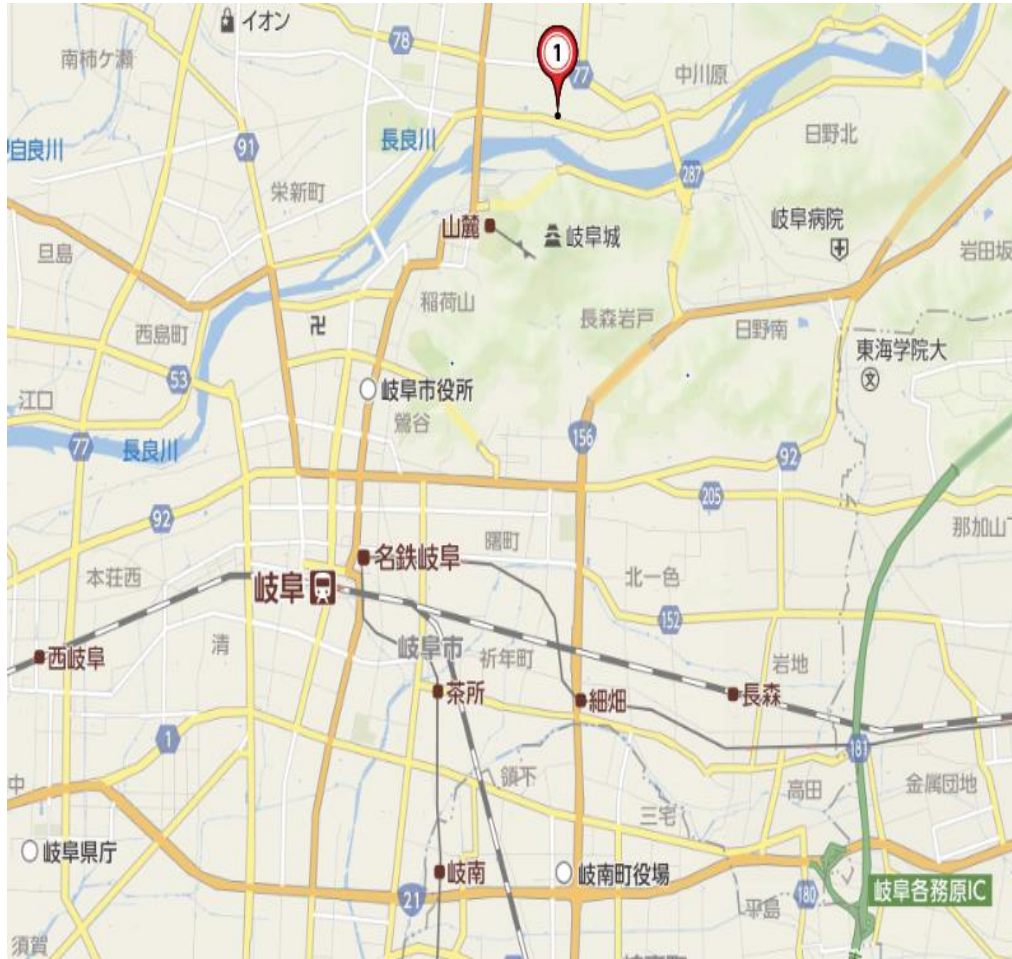 イオン
78
1
77
中川原
南柿ケ瀬
自良川
91
長良川
日野北
栄新町
287
山麓
岐阜城
岐阜病院
岩田坂
旦島
稲荷山
長森岩戸
日野南
西島町
卍
東海学院大
文
53
岐阜市役所
江口
鶯谷
77
156
長良川
92
92
205
那加山
曙町
名鉄岐阜
本荘西
岐阜
北一色
152
清
岐阜市
祈年町
西岐阜
岩地
茶所
細畑
長森
1
181
領下
高田
金属団地
中
三宅
岐阜県庁
岐南
岐南町役場
21
180
岐阜各務原IC
平島
須賀